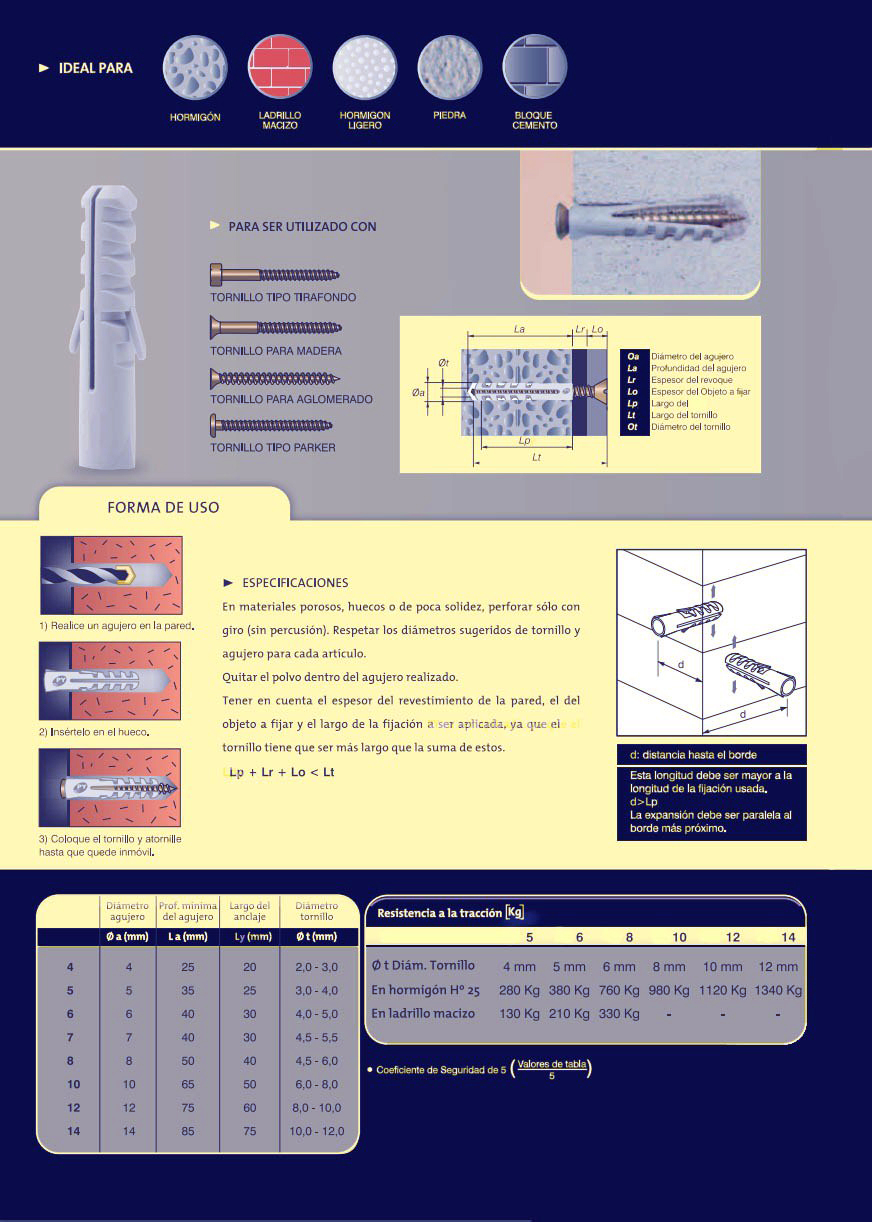 IDEAL PARA
HORMIGÓN
LADRILLO
MACIZO
HORMIGON
LIGERO
PIEDRA
BLOQUE
CEMENTO
PARA SER UTILIZADO CON
TORNILLO TIPO TIRAFONDO
TORNILLO PARA MADERA
TORNILLO PARA AGLOMERADO
TORNILLO TIPO PARKER
La
Lr
Lo
Øt
Øa
Lp
Lt
Oa Diámetro del agujero
La Profundidad del agujero
Lr Espesor del revoque
Lo Espesor del Objeto a fijar
Lp Largo del
Lt Largo del tornillo
Ot Diámetro del tornillo
FORMA DE USO
1) Realice un agujero en la pared.
2) Insértelo en el hueco.
3) Coloque el tornillo y atornille
hasta que quede inmóvil.
ESPECIFICACIONES
En materiales porosos, huecos o de poca solidez, perforar sólo con
giro (sin percusión). Respetar los diámetros sugeridos de tornillo y
agujero para cada artículo.
Quitar el polvo dentro del agujero realizado.
Tener en cuenta el espesor del revestimiento de la pared, el del
objeto a fijar y el largo de la fijación a ser aplicada, ya que el
tornillo tiene que ser más largo que la suma de estos.
Lp + Lr + Lo < Lt
d
d
d: distancia hasta el borde
Esta longitud debe ser mayor a la
longitud de la fijación usada.
d>Lp
La expansión debe ser paralela al
borde más próximo.
Diámetro agujero Prof. mínima del agujero Largo del anclaje Diámetro tornillo
Ø a (mm) La (mm) Ly (mm) Ø t (mm)
4 4 25 20 2,0 - 3,0
5 5 35 25 3,0 - 4,0
6 6 40 30 4,0 - 5,0
7 7 40 30 4,5 - 5,5
8 8 50 40 4,5 - 6,0
10 10 65 50 6,0 - 8,0
12 12 75 60 8,0 - 10,0
14 14 85 75 10,0 - 12,0
Resistencia a la tracción [Kg]
5 6 8 10 12 14
Ø t Diám. Tornillo 4 mm 5 mm 6 mm 8 mm 10 mm 12 mm
En hormigón Hº 25 280 Kg 380 Kg 760 Kg 980 Kg 1120 Kg 1340 Kg
En ladrillo macizo 130 Kg 210 Kg 330 Kg - - -
• Coeficiente de Seguridad de 5 (Valores de tabla / 5)